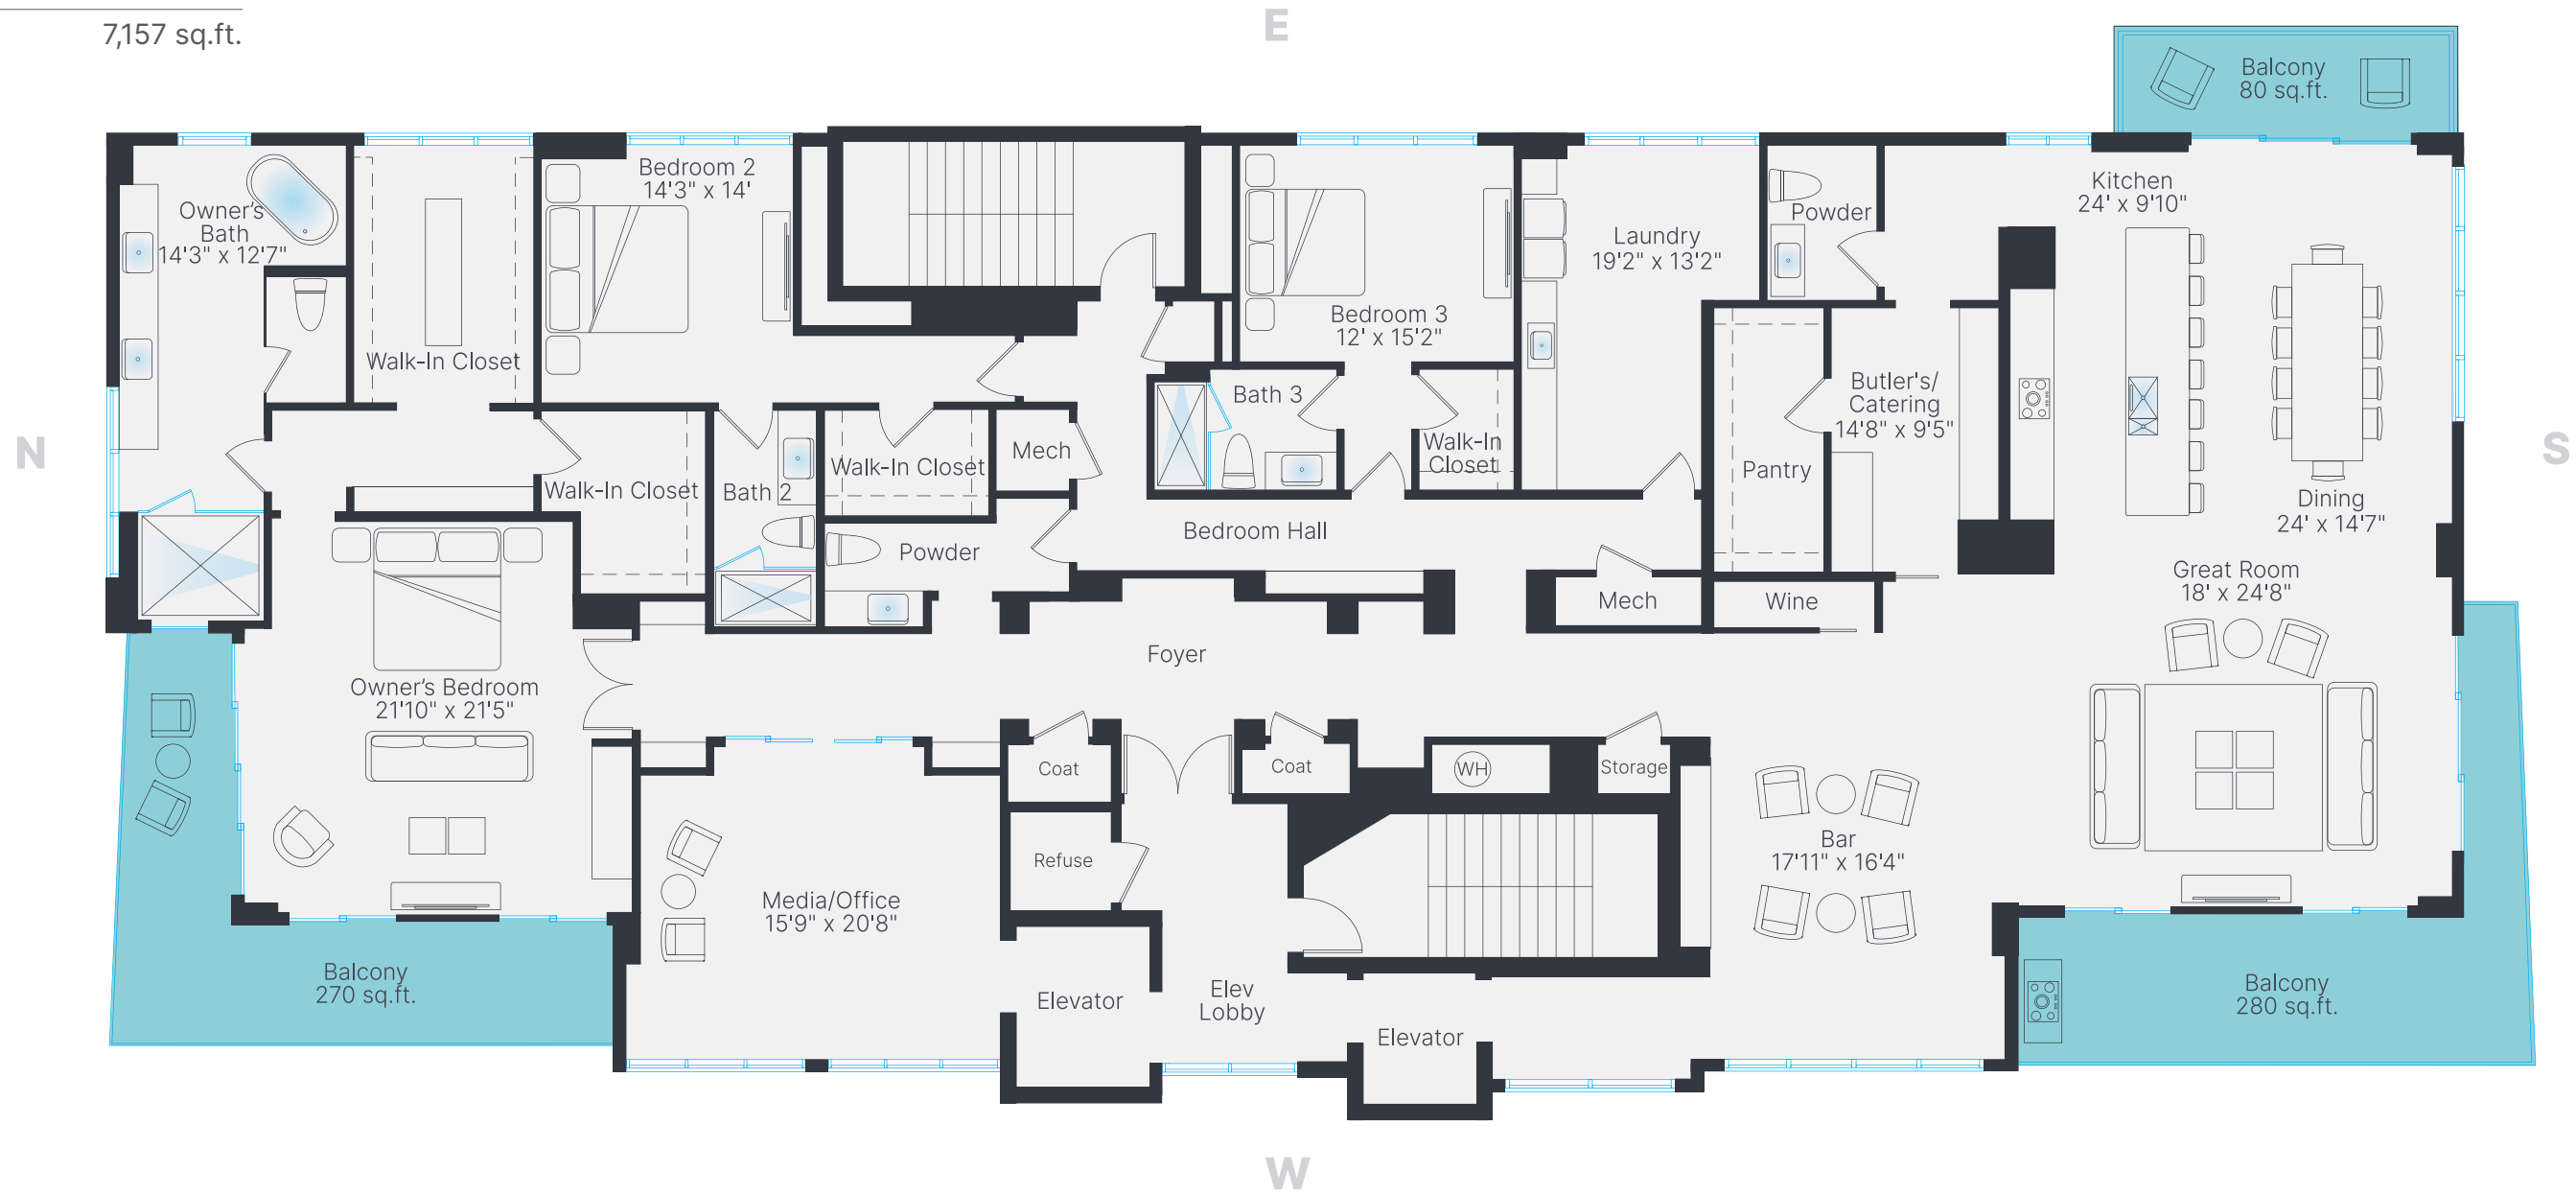 7,157 sq.ft.
E
Balcony
80 sq.ft.
Bedroom 2
14'3" x 14'
Owner's
Bath
14'3" x 12'7"
Kitchen
24' x 9'10"
Powder
Laundry
19'2" x 13'2"
Bedroom 3
12' x 15'2"
Walk-In Closet
Bath 3
Butler's/
Catering
14'8" x 9'5"
N
S
Mech
Walk-In
Closet
Walk-In Closet
Walk-In Closet
Bath 2
Pantry
Dining
24' x 14'7"
Bedroom Hall
Powder
Great Room
18' x 24'8"
Mech
Wine
Foyer
Owner's Bedroom
21'10" x 21'5"
Coat
Coat
WH
Storage
Refuse
Bar
17'11" x 16'4"
Media/Office
15'9" x 20'8"
Balcony
270 sq.ft.
Elevator
Elev
Lobby
Balcony
280 sq.ft.
Elevator
W